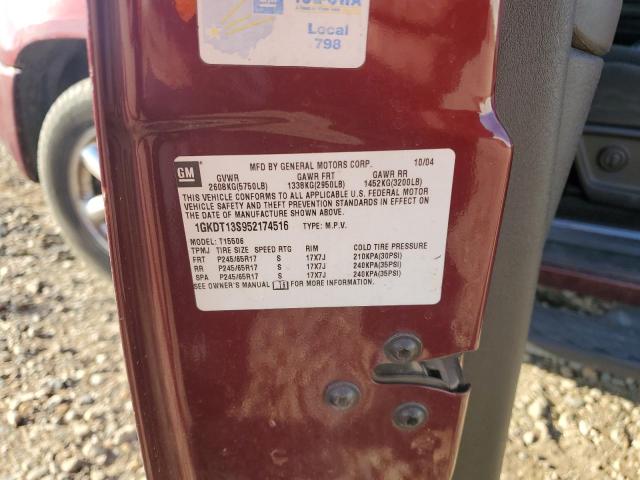 GM
Local
798
GM
MFD BY GENERAL MOTORS CORP. 10/04
GVWR GAWR FRT GAWR RR
2608KG(5750LB) 1338KG(2950LB) 1452KG(3200LB)
THIS VEHICLE CONFORMS TO ALL APPLICABLE U.S. FEDERAL MOTOR
VEHICLE SAFETY AND THEFT PREVENTION STANDARDS IN EFFECT ON
THE DATE OF MANUFACTURE SHOWN ABOVE.
1GKDT13S952174516 TYPE: M.P.V.
MODEL: T15506
TPMJ TIRE SIZE SPEED RTG RIM COLD TIRE PRESSURE
FRT P245/65R17 S 17X7J 210KPA(30PSI)
RR P245/65R17 S 17X7J 240KPA(35PSI)
SPA P245/65R17 S 17X7J 240KPA(35PSI)
SEE OWNER'S MANUAL FOR MORE INFORMATION.